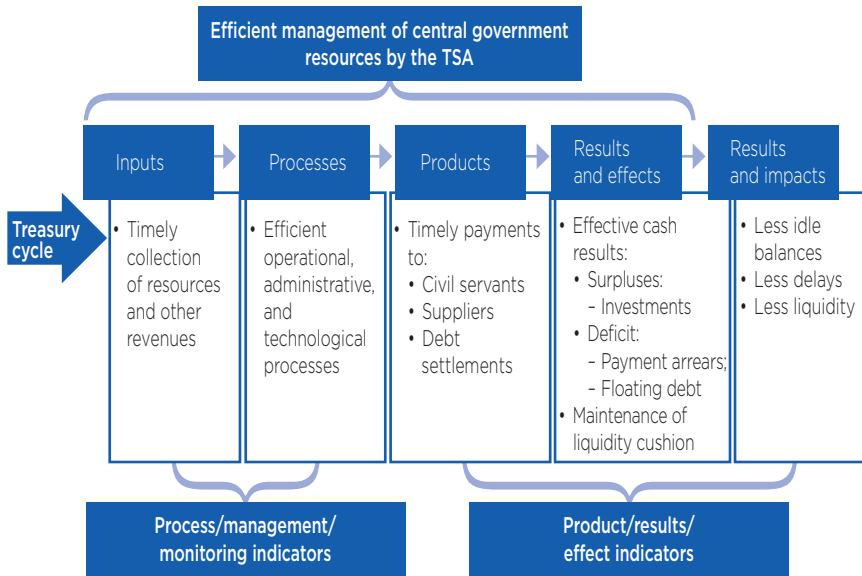 Efficient management of central government
resources by the TSA
Inputs
Processes
Products
Results
and effects
Results
and impacts
Treasury
cycle
• Timely
collection
of resources
and other
revenues
• Efficient
operational,
administrative,
and
technological
processes
• Timely payments
to:
• Civil servants
• Suppliers
• Debt
settlements
• Effective cash
results:
• Surpluses:
- Investments
• Deficit:
- Payment arrears;
- Floating debt
• Maintenance of
liquidity cushion
• Less idle
balances
• Less delays
• Less liquidity
Process/management/
monitoring indicators
Product/results/
effect indicators